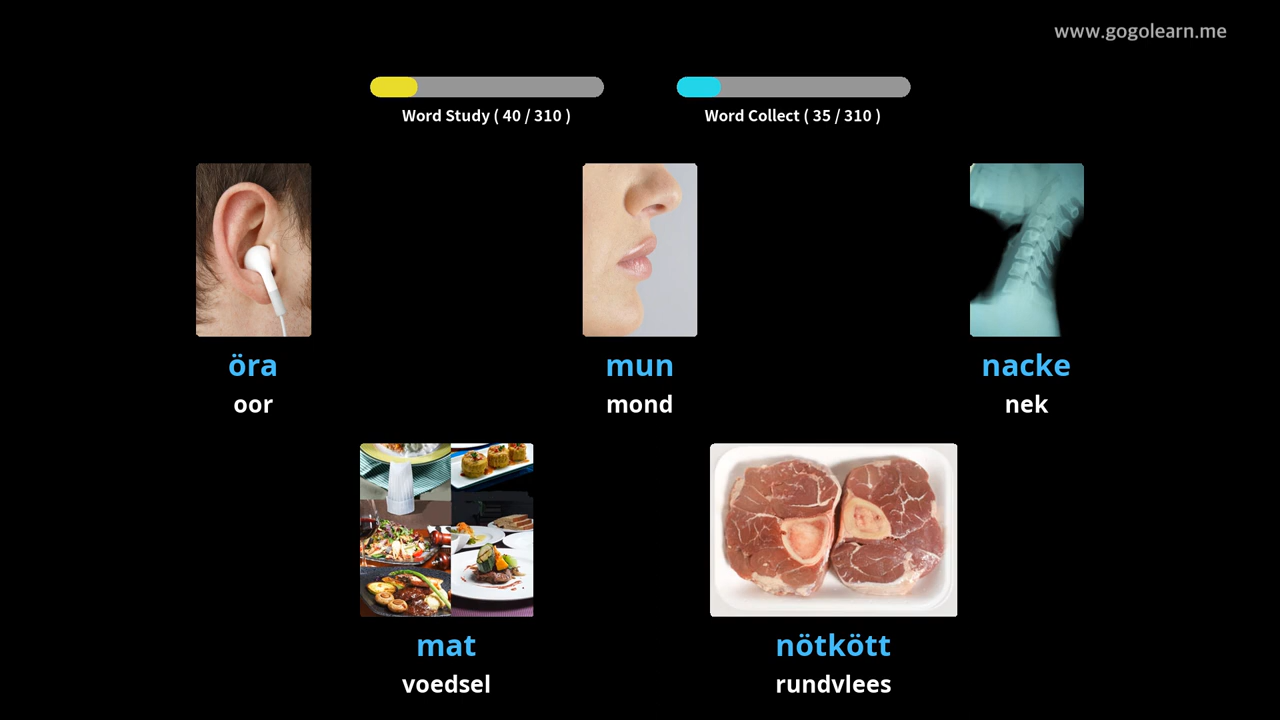 www.gogolearn.me
Word Study ( 40 / 310 )
Word Collect ( 35 / 310 )
öra
mun
nacke
oor
mond
nek
mat
nötkött
voedsel
rundvlees